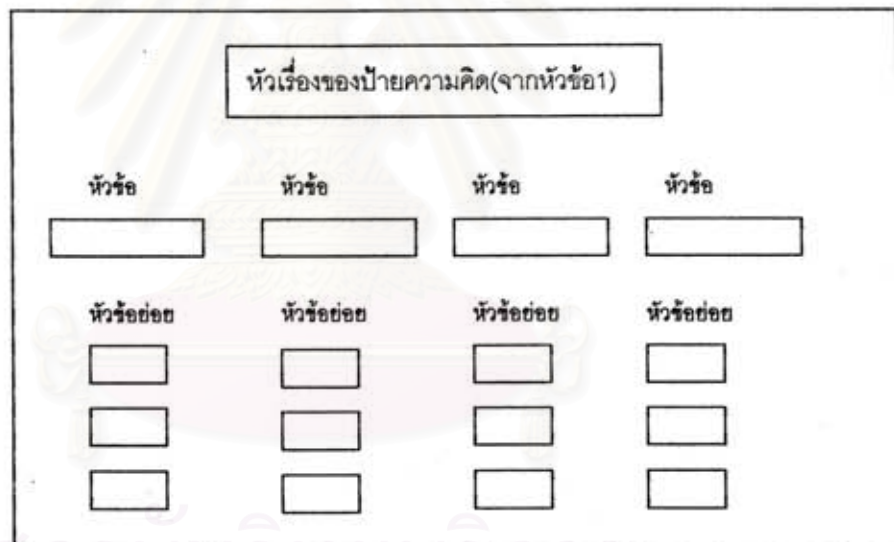 หัวเรื่องของป้ายความคิด(จากหัวข้อ1)
หัวข้อ หัวข้อ หัวข้อ หัวข้อ
หัวข้อย่อย หัวข้อย่อย หัวข้อย่อย หัวข้อย่อย